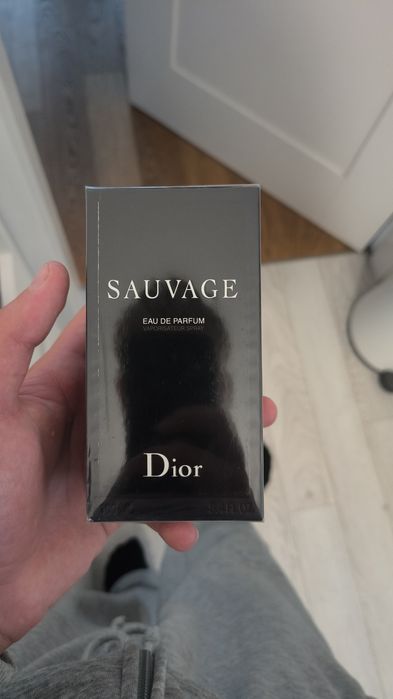 SAUVAGE
EAU DE PARFUM
VAPORISATEUR SPRAY
Dior